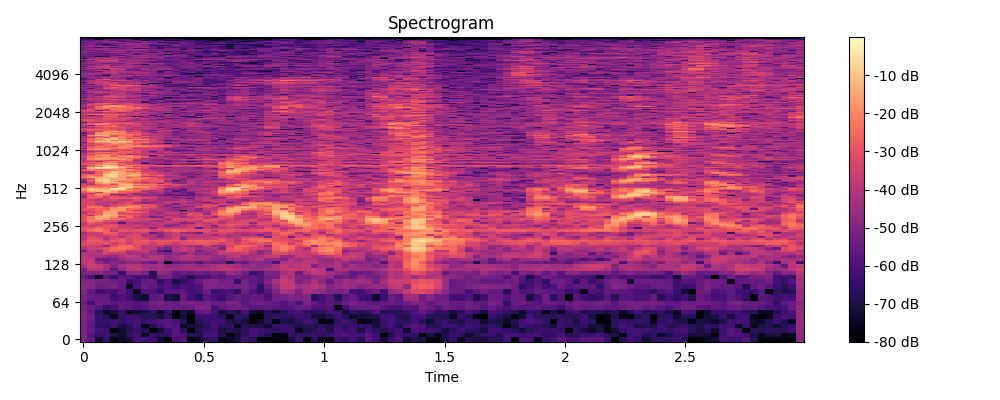 Spectrogram
4096
2048
1024
512
256
128
64
0
Hz
0
0.5
1
1.5
2
2.5
Time
-10 dB
-20 dB
-30 dB
-40 dB
-50 dB
-60 dB
-70 dB
-80 dB